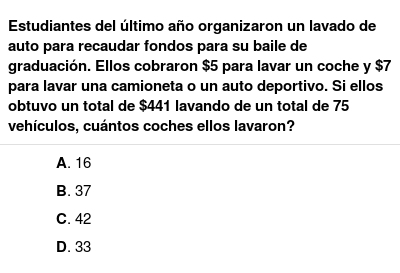 Estudiantes del último año organizaron un lavado de
auto para recaudar fondos para su baile de
graduación. Ellos cobraron $5 para lavar un coche y $7
para lavar una camioneta o un auto deportivo. Si ellos
obtuvo un total de $441 lavando de un total de 75
vehículos, cuántos coches ellos lavaron?
A. 16
B. 37
C. 42
D. 33